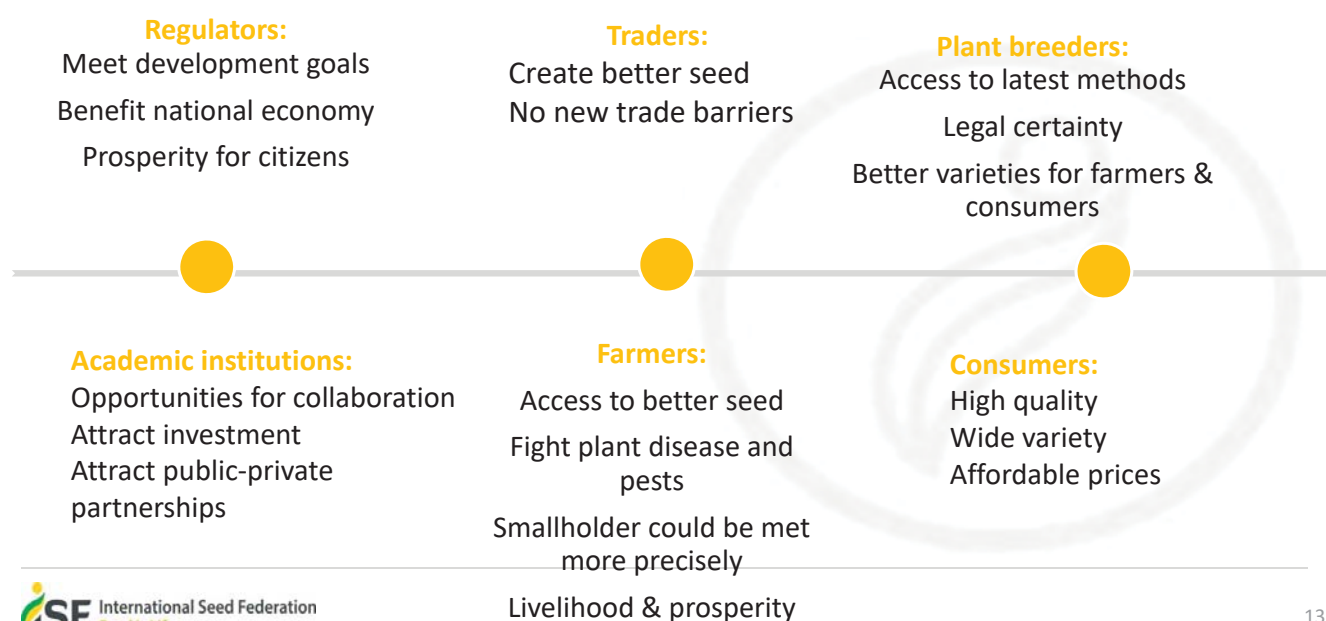 Regulators:
Meet development goals
Benefit national economy
Prosperity for citizens
Traders:
Create better seed
No new trade barriers
Plant breeders:
Access to latest methods
Legal certainty
Better varieties for farmers &
consumers
Academic institutions:
Opportunities for collaboration
Attract investment
Attract public-private
partnerships
Farmers:
Access to better seed
Fight plant disease and
pests
Smallholder could be met
more precisely
Livelihood & prosperity
Consumers:
High quality
Wide variety
Affordable prices
iSF International Seed Federation
13